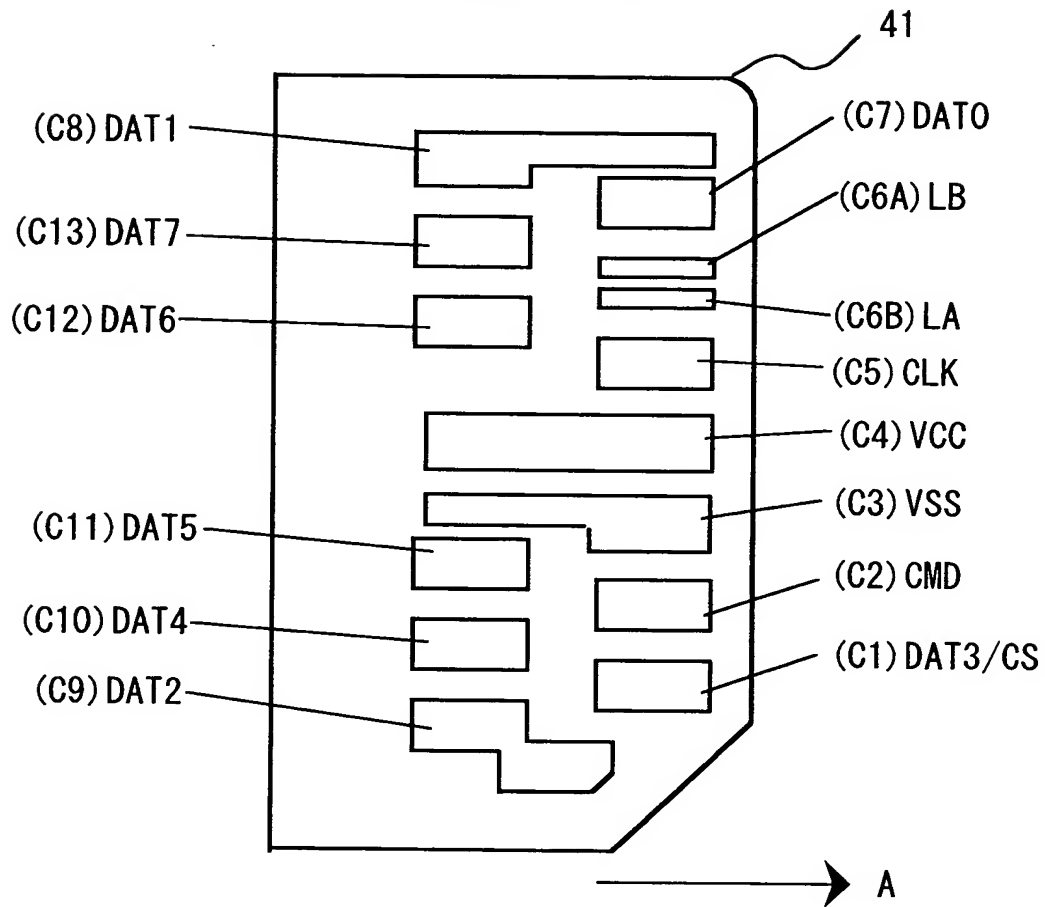 41
(C8) DAT1
(C7) DAT0
(C6A) LB
(C13) DAT7
(C6B) LA
(C12) DAT6
(C5) CLK
(C4) VCC
(C3) VSS
(C11) DAT5
(C2) CMD
(C10) DAT4
(C1) DAT3/CS
(C9) DAT2
A